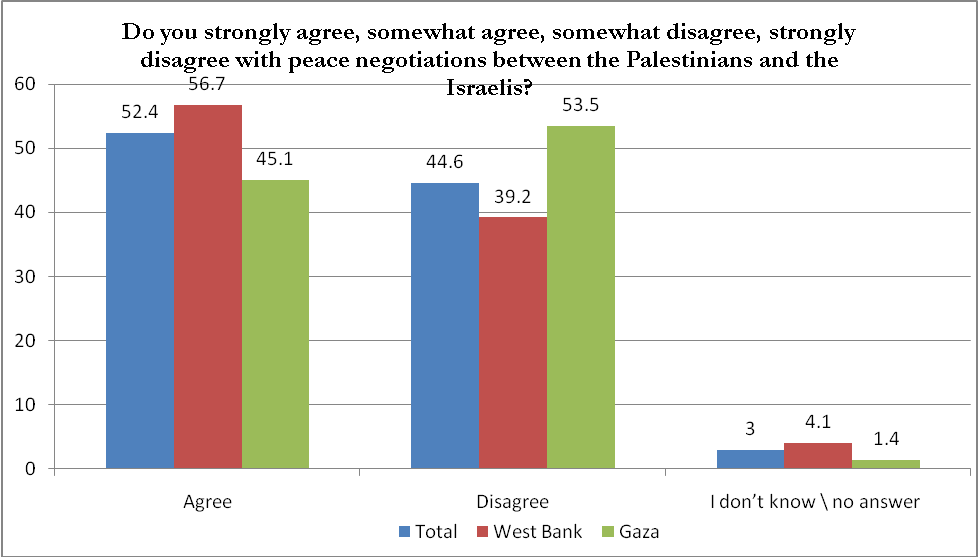 Do you strongly agree, somewhat agree, somewhat disagree, strongly
disagree with peace negotiations between the Palestinians and the
Israelis?
60
50
40
30
20
10
0
52.4
56.7
45.1
44.6
39.2
53.5
3
4.1
1.4
Agree
Disagree
I don’t know \ no answer
Total
West Bank
Gaza